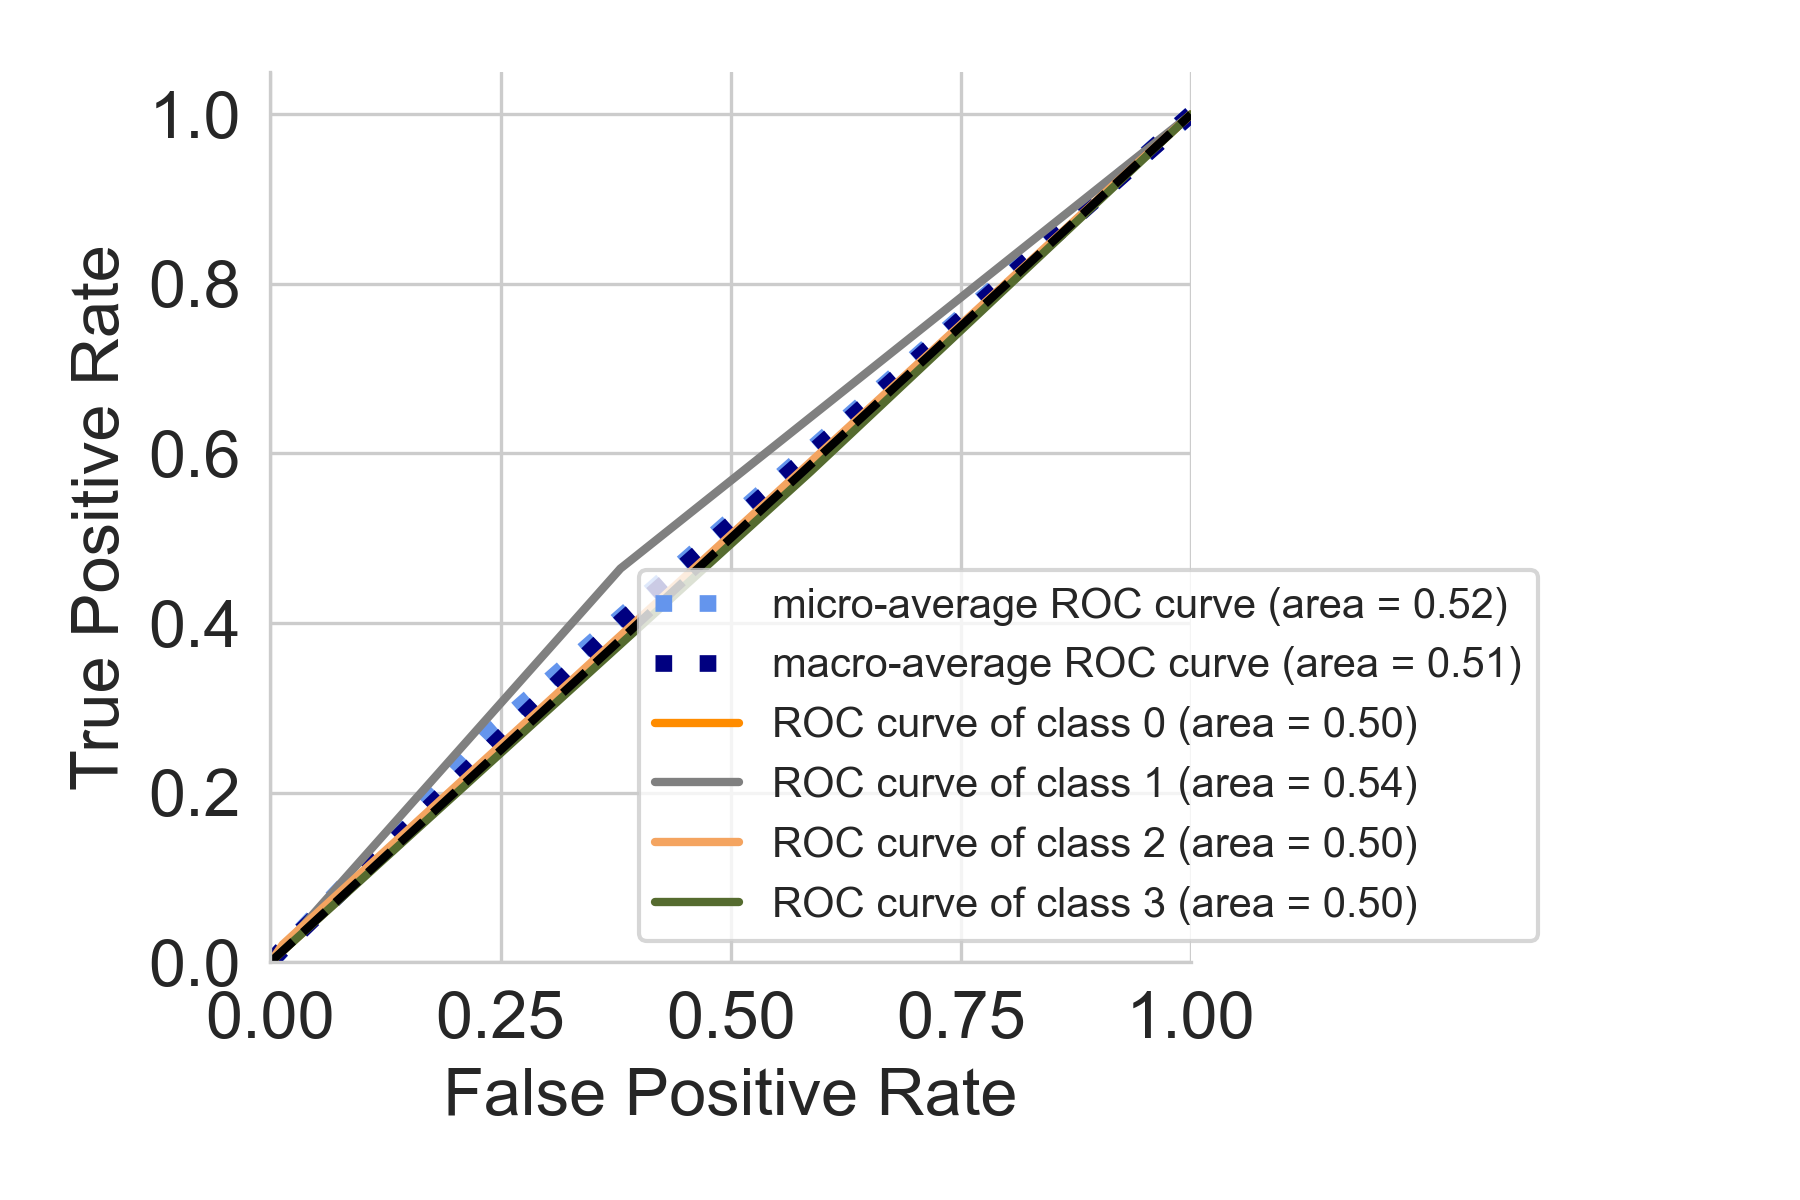 True Positive Rate
1.0
0.8
0.6
0.4
0.2
0.0
0.00 0.25 0.50 0.75 1.00
False Positive Rate
micro-average ROC curve (area = 0.52)
macro-average ROC curve (area = 0.51)
ROC curve of class 0 (area = 0.50)
ROC curve of class 1 (area = 0.54)
ROC curve of class 2 (area = 0.50)
ROC curve of class 3 (area = 0.50)